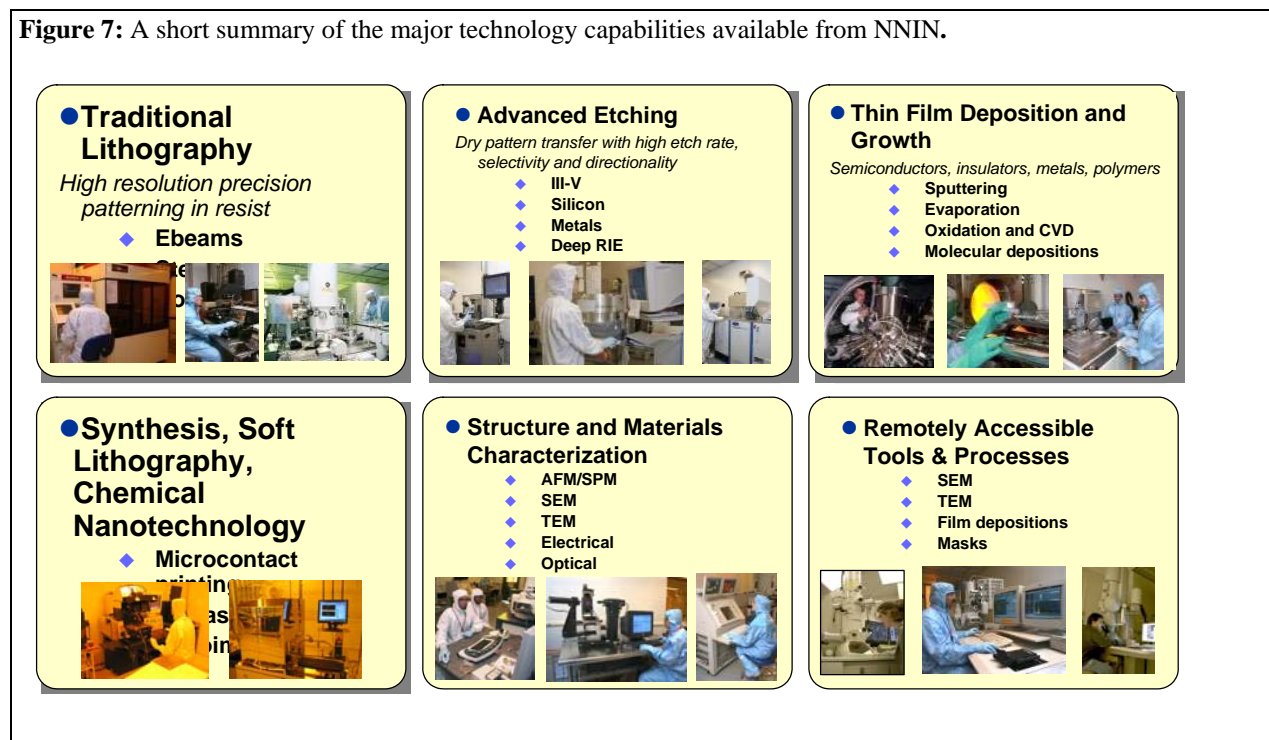 Figure 7: A short summary of the major technology capabilities available from NNIN.
Traditional
Lithography
High resolution precision
patterning in resist
Ebeams
Advanced Etching
Dry pattern transfer with high etch rate,
selectivity and directionality
III-V
Silicon
Metals
Deep RIE
Thin Film Deposition and
Growth
Semiconductors, insulators, metals, polymers
Sputtering
Evaporation
Oxidation and CVD
Molecular depositions
Synthesis, Soft
Lithography,
Chemical
Nanotechnology
Microcontact
printing
Structure and Materials
Characterization
AFM/SPM
SEM
TEM
Electrical
Optical
Remotely Accessible
Tools & Processes
SEM
TEM
Film depositions
Masks